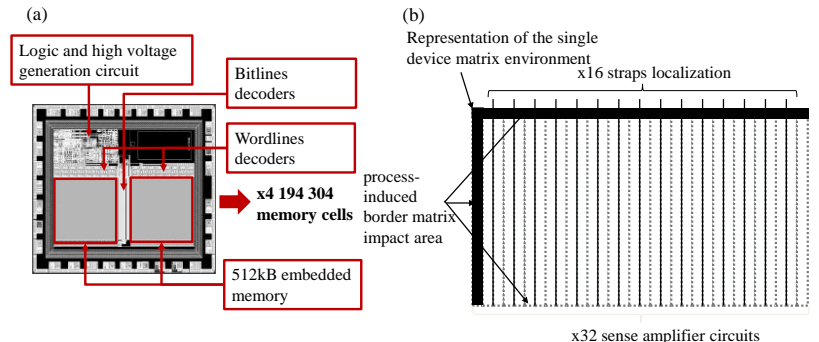 (a)
Logic and high voltage
generation circuit
Bitlines
decoders
Wordlines
decoders
x4 194 304
memory cells
512kB embedded
memory
(b)
Representation of the single
device matrix environment
x16 straps localization
process-
induced
border matrix
impact area
x32 sense amplifier circuits